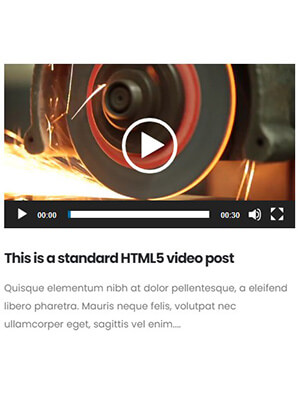 00:00
00:30
This is a standard HTML5 video post
Quisque elementum nibh at dolor pellentesque, a eleifend
libero pharetra. Mauris neque felis, volutpat nec
ullamcorper eget, sagittis vel enim....